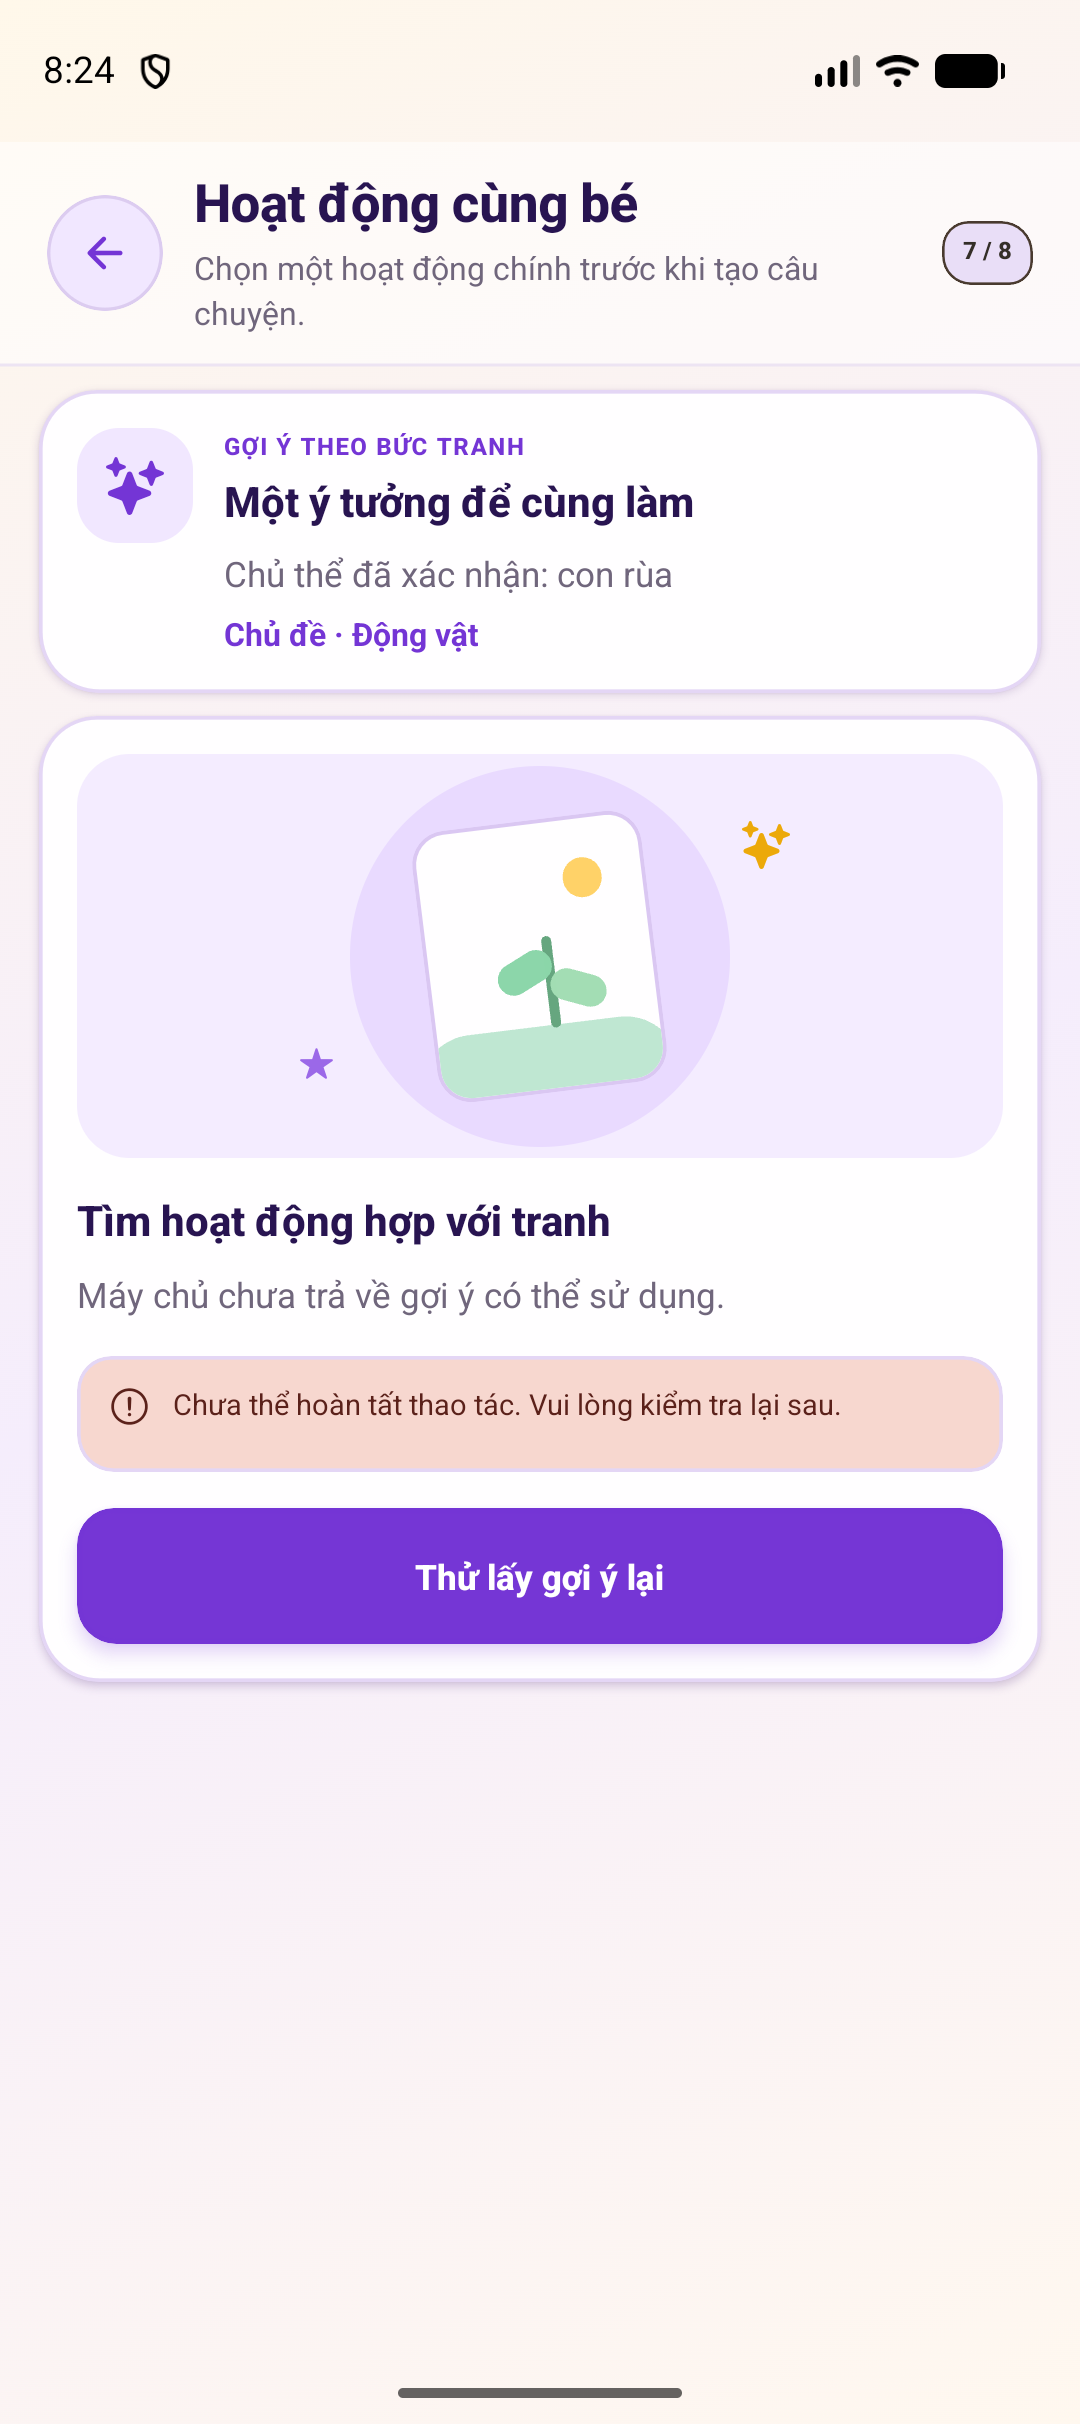 8:24
Hoạt động cùng bé
Chọn một hoạt động chính trước khi tạo câu
chuyện.
7 / 8
GỢI Ý THEO BỨC TRANH
Một ý tưởng để cùng làm
Chủ thể đã xác nhận: con rùa
Chủ đề · Động vật
Tìm hoạt động hợp với tranh
Máy chủ chưa trả về gợi ý có thể sử dụng.
Chưa thể hoàn tất thao tác. Vui lòng kiểm tra lại sau.
Thử lấy gợi ý lại